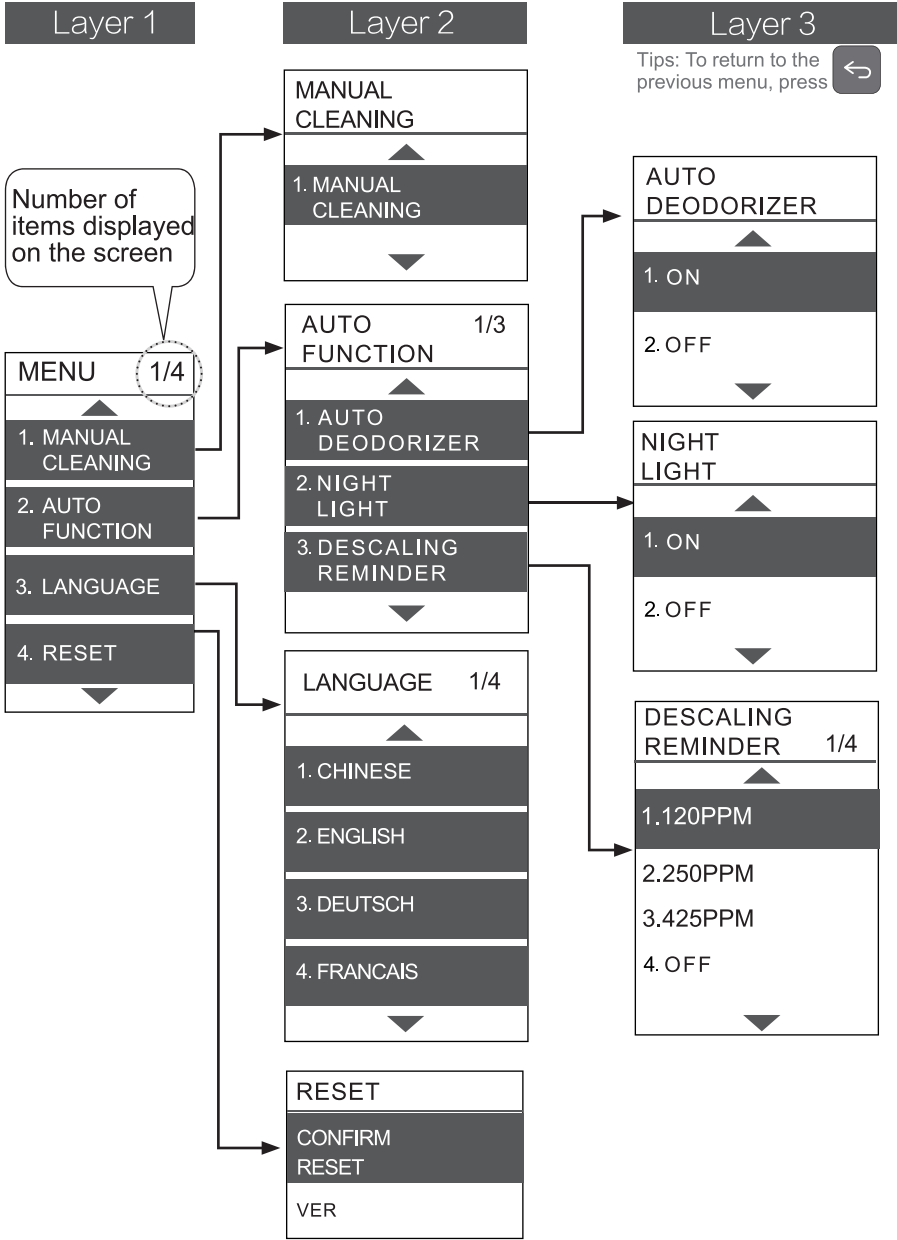 Layer 1
Layer 2
Layer 3
Tips: To return to the
previous menu, press
Number of
items displayed
on the screen
MENU 1/4
1. MANUAL
CLEANING
2. AUTO
FUNCTION
3. LANGUAGE
4. RESET
MANUAL
CLEANING
1. MANUAL
CLEANING
AUTO 1/3
FUNCTION
1. AUTO
DEODORIZER
2. NIGHT
LIGHT
3. DESCALING
REMINDER
LANGUAGE 1/4
1. CHINESE
2. ENGLISH
3. DEUTSCH
4. FRANCAIS
RESET
CONFIRM
RESET
VER
AUTO
DEODORIZER
1. ON
2. OFF
NIGHT
LIGHT
1. ON
2. OFF
DESCALING
REMINDER 1/4
1.120PPM
2.250PPM
3.425PPM
4. OFF